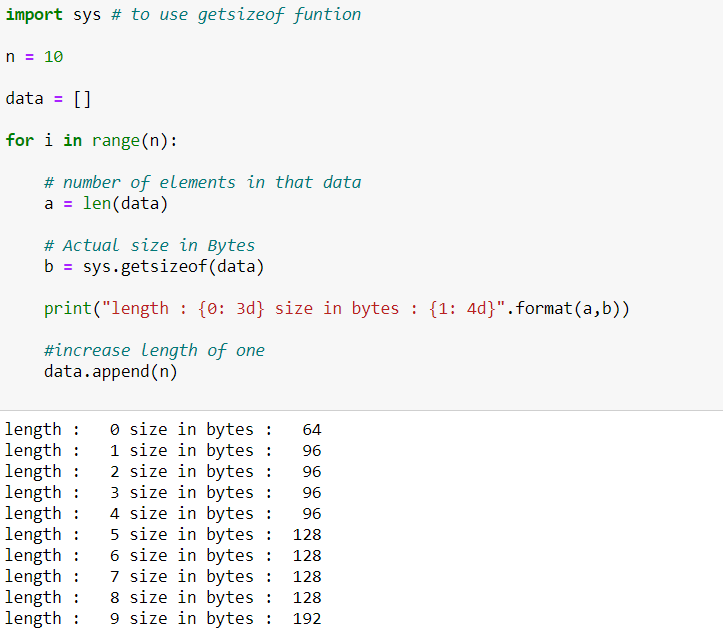 import sys # to use getsizeof funtion
n = 10
data = []
for i in range(n):
# number of elements in that data
a = len(data)
# Actual size in Bytes
b = sys.getsizeof(data)
print("length : {0: 3d} size in bytes : {1: 4d}".format(a,b))
#increase length of one
data.append(n)
length :   0 size in bytes :   64
length :   1 size in bytes :   96
length :   2 size in bytes :   96
length :   3 size in bytes :   96
length :   4 size in bytes :   96
length :   5 size in bytes :  128
length :   6 size in bytes :  128
length :   7 size in bytes :  128
length :   8 size in bytes :  128
length :   9 size in bytes :  192